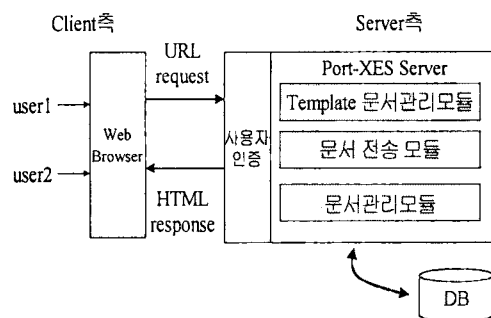 Client측
Server측
URL
request
Port-XES Server
user1
Web
Browser
사용자
인증
Template 문서관리모듈
문서 전송 모듈
user2
HTML
response
문서관리모듈
DB